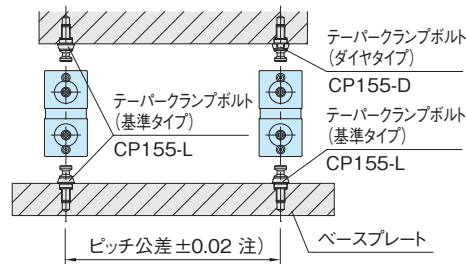 テーパークランプボルト
(ダイヤタイプ)
CP155-D
テーパークランプボルト
(基準タイプ)
CP155-L
テーパークランプボルト
(基準タイプ)
CP155-L
ピッチ公差±0.02 注)
ベースプレート